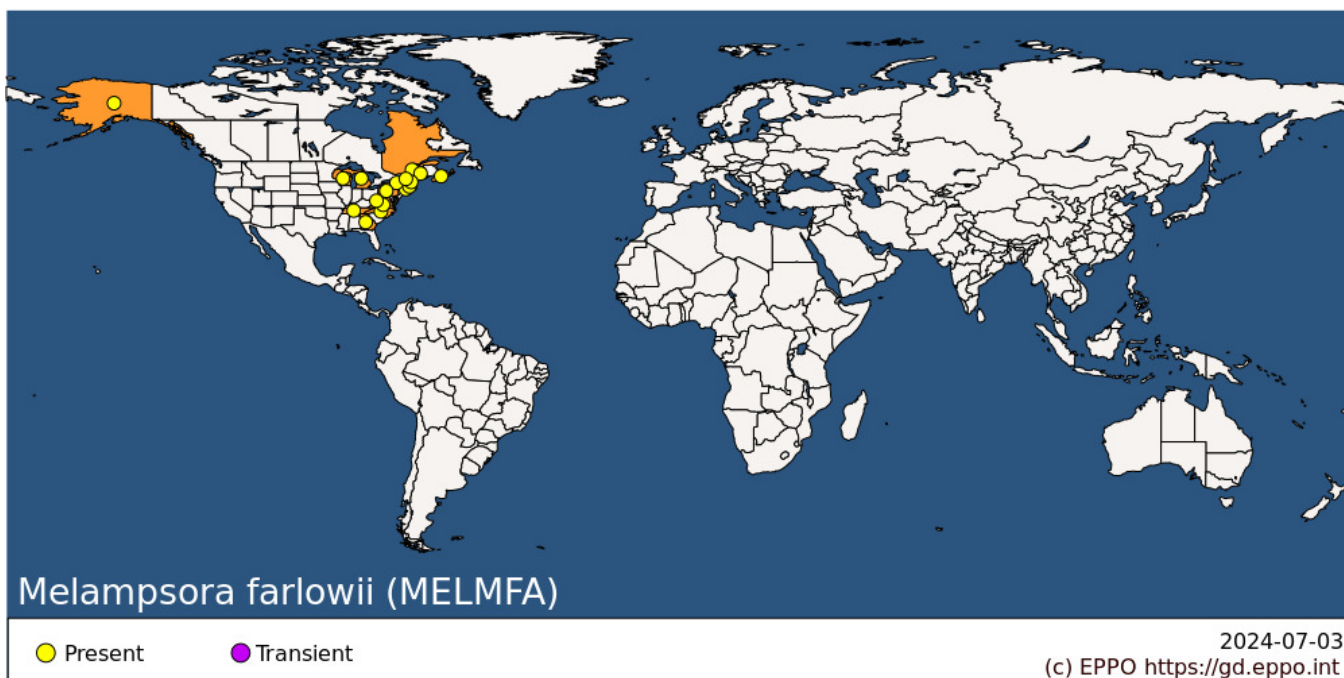 Melampsora farlowii (MELMFA)
Present
Transient
2024-07-03
(c) EPPO https://gd.eppo.int